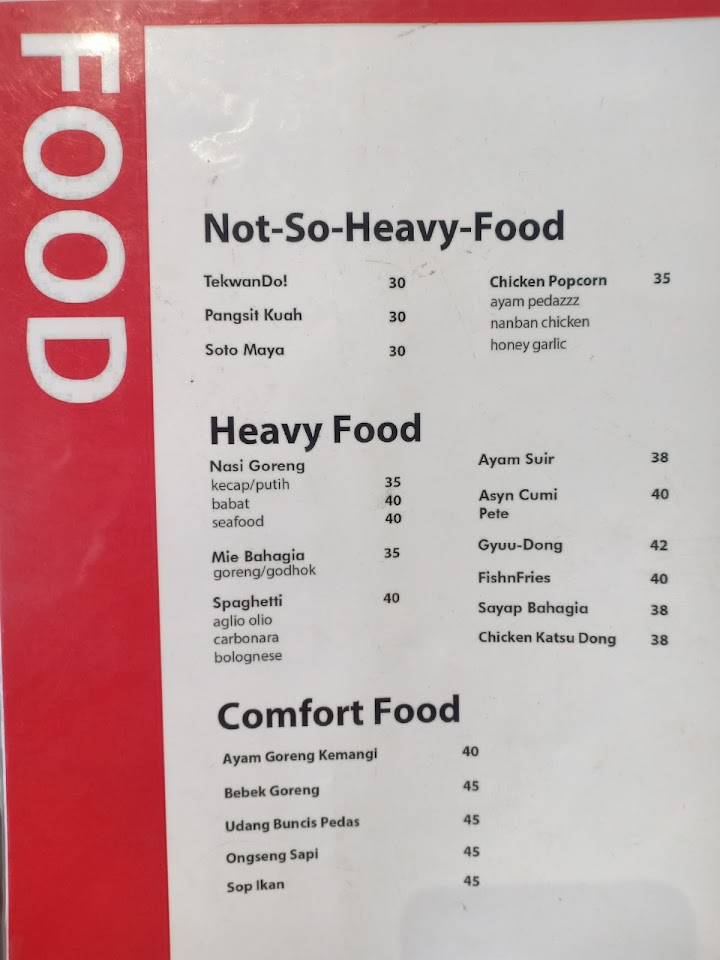 FOOD
Not-So-Heavy-Food
TekwanDo! 30
Pangsit Kuah 30
Soto Maya 30
Chicken Popcorn 35
ayam pedazzz
nanban chicken
honey garlic
Heavy Food
Nasi Goreng
kecap/putih 35
babat 40
seafood 40
Mie Bahagia 35
goreng/godhok
Spaghetti 40
aglio olio
carbonara
bolognese
Ayam Suir 38
Asyn Cumi 40
Pete
Gyuu-Dong 42
FishnFries 40
Sayap Bahagia 38
Chicken Katsu Dong 38
Comfort Food
Ayam Goreng Kemangi 40
Bebek Goreng 45
Udang Buncis Pedas 45
Ongseng Sapi 45
Sop Ikan 45